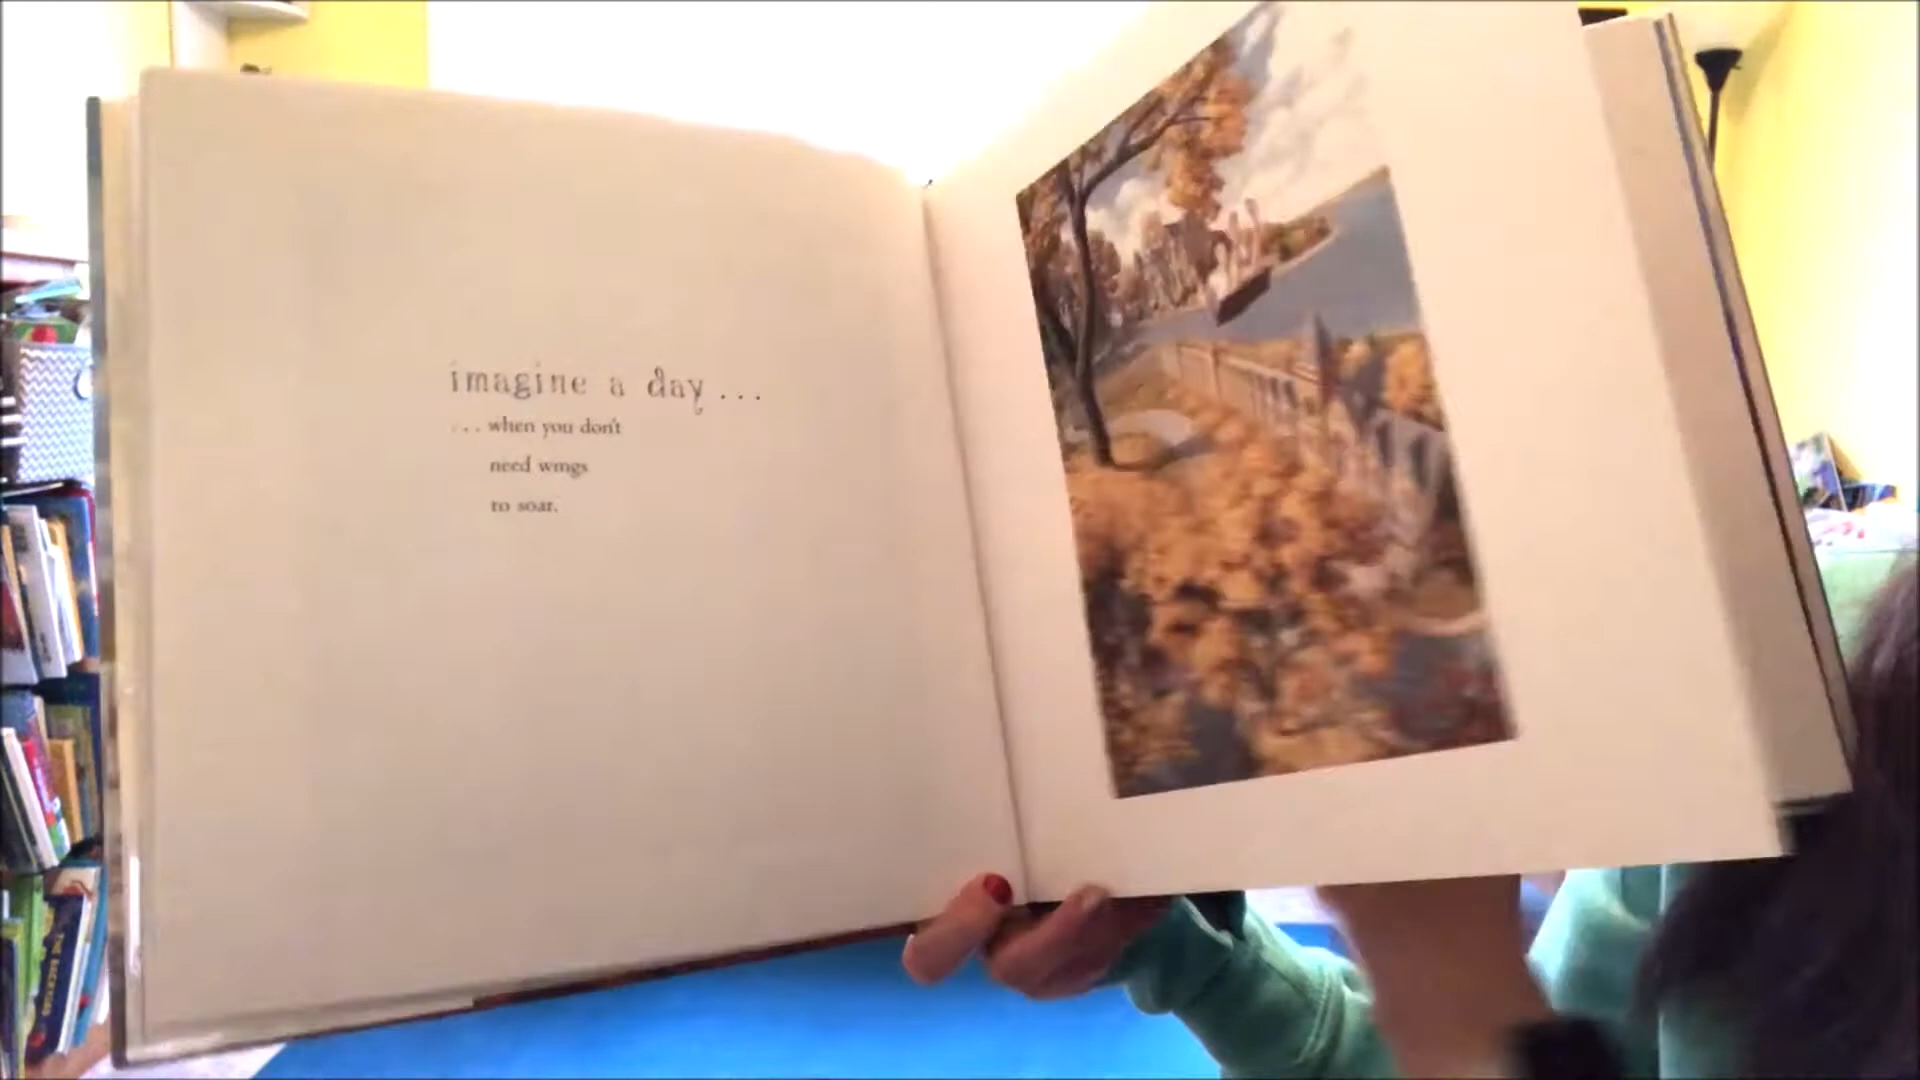 imagine a day...
...when you don't
need wings
to soar.